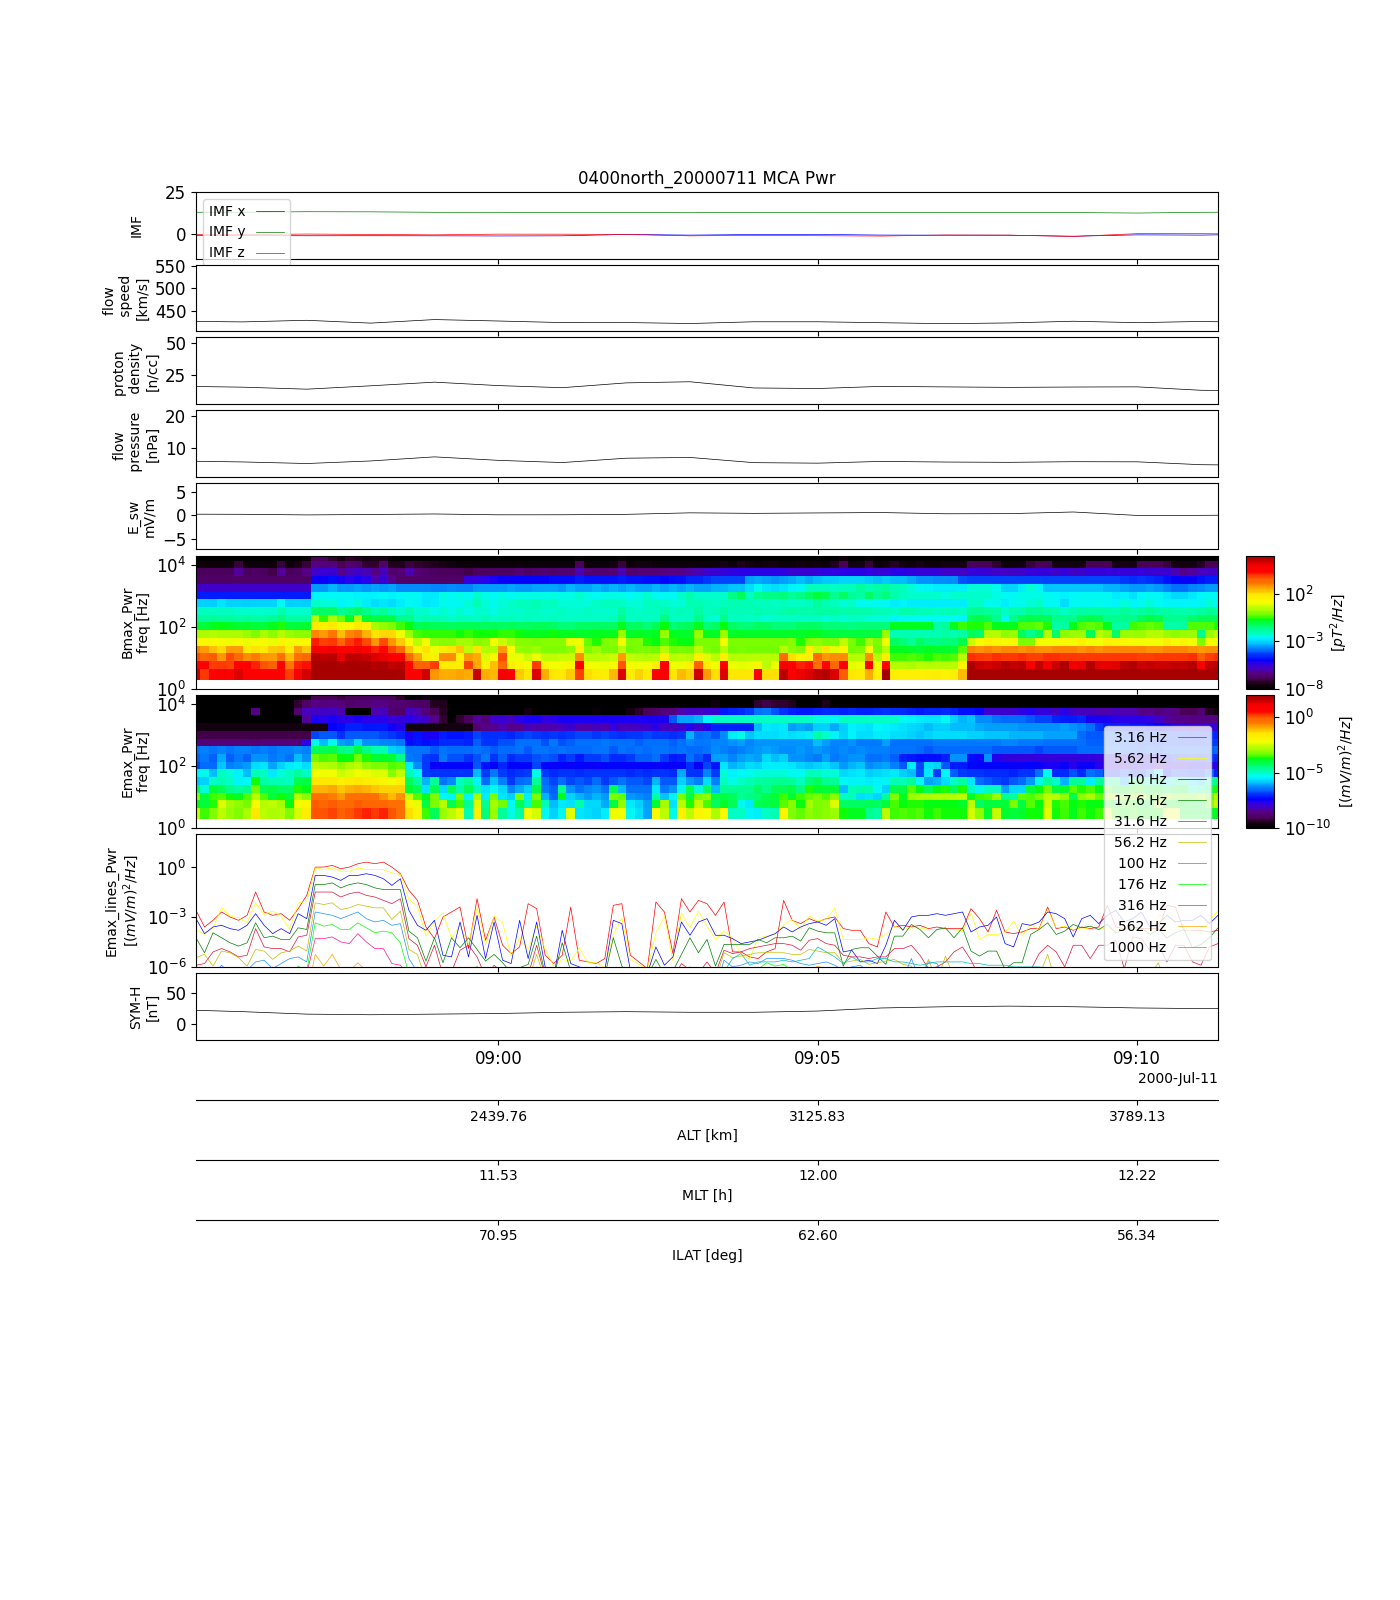 0400north_20000711 MCA Pwr
25
0
IMF
IMF x
IMF y
IMF z
550
500
450
flow
speed
[km/s]
50
25
proton
density
[n/cc]
20
10
flow
pressure
[nPa]
5
0
−5
E_sw
mV/m
10^4
10^2
10^0
Bmax_Pwr
freq [Hz]
10^2
10^-3
10^-8
[pT^2/Hz]
10^4
10^2
10^0
Emax_Pwr
freq [Hz]
10^0
10^-5
10^-10
[(mV/m)^2/Hz]
3.16 Hz
5.62 Hz
10 Hz
17.6 Hz
31.6 Hz
56.2 Hz
100 Hz
176 Hz
316 Hz
562 Hz
1000 Hz
10^0
10^-3
10^-6
Emax_lines_Pwr
[(mV/m)^2/Hz]
50
0
SYM-H
[nT]
09:00 09:05 09:10
2000-Jul-11
2439.76 3125.83 3789.13
ALT [km]
11.53 12.00 12.22
MLT [h]
70.95 62.60 56.34
ILAT [deg]